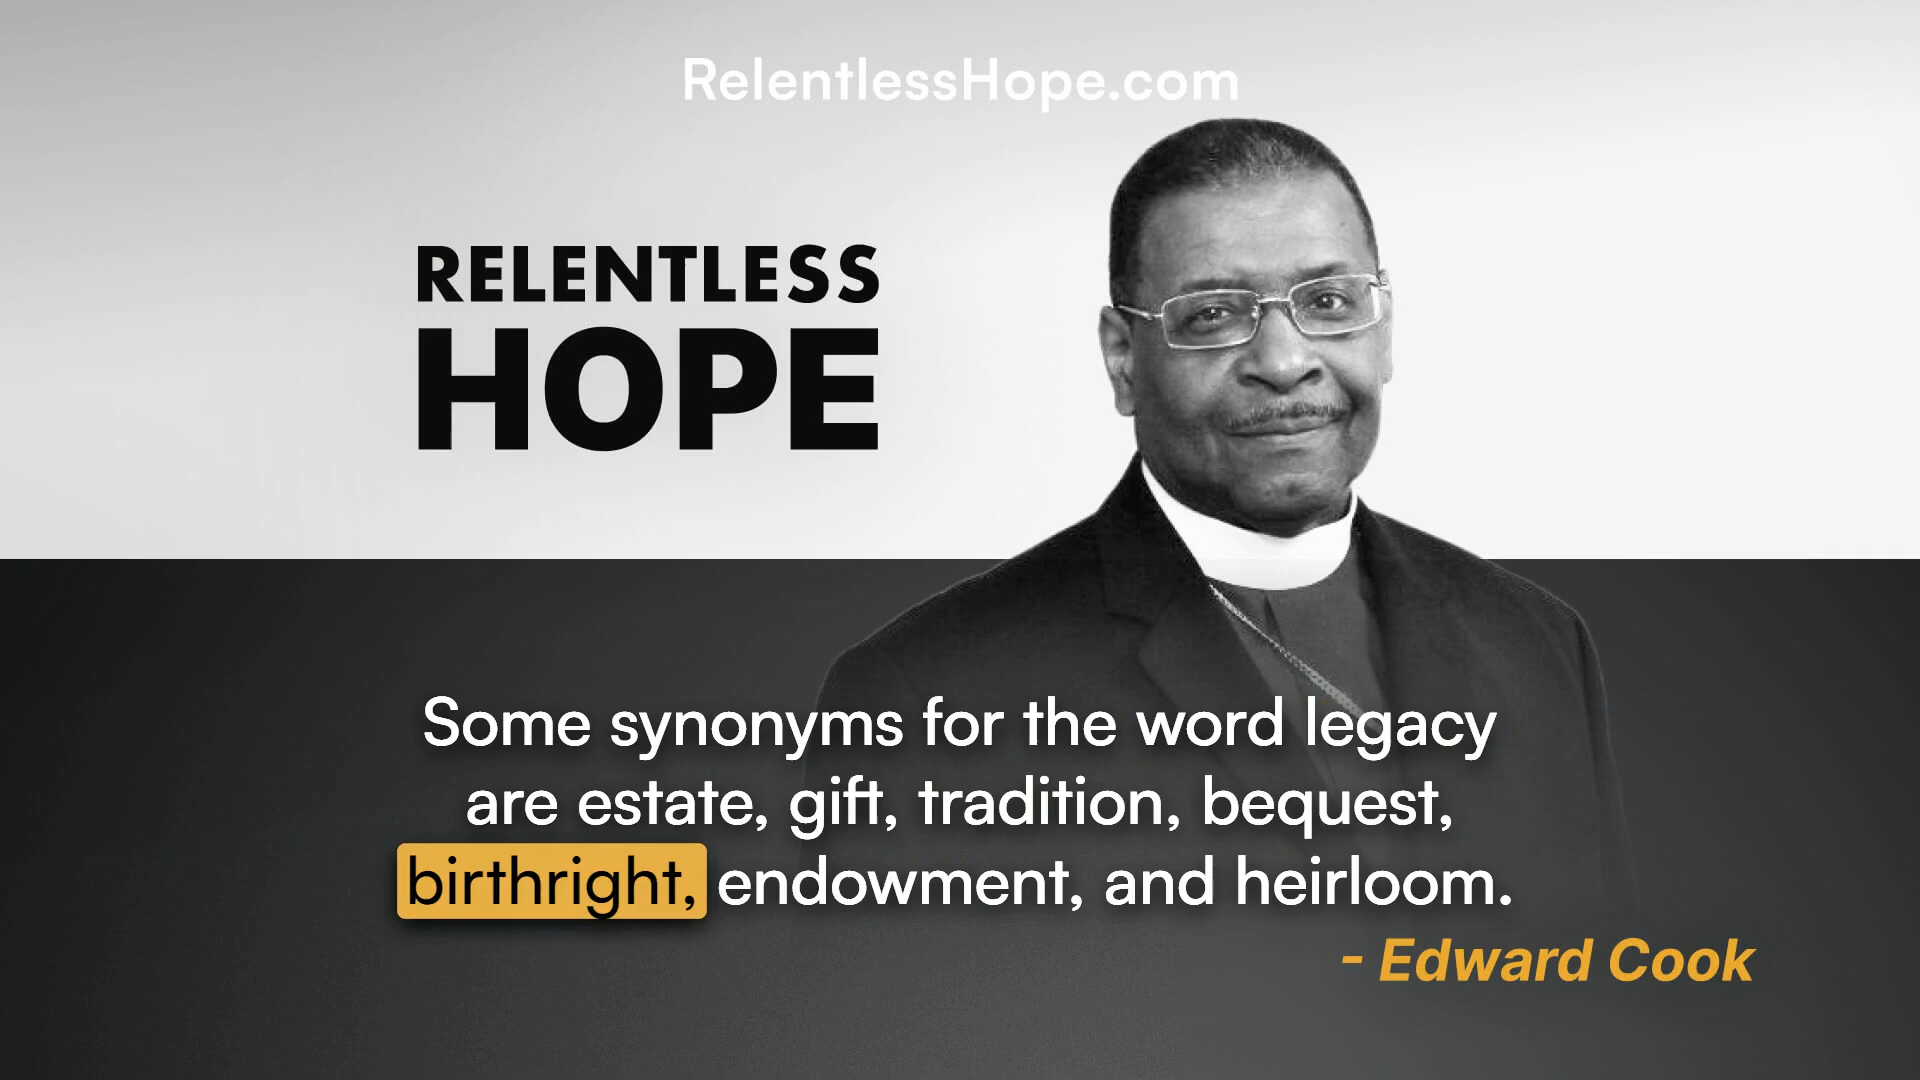 RelentlessHope.com
RELENTLESS
HOPE
Some synonyms for the word legacy
are estate, gift, tradition, bequest,
birthright, endowment, and heirloom.
- Edward Cook